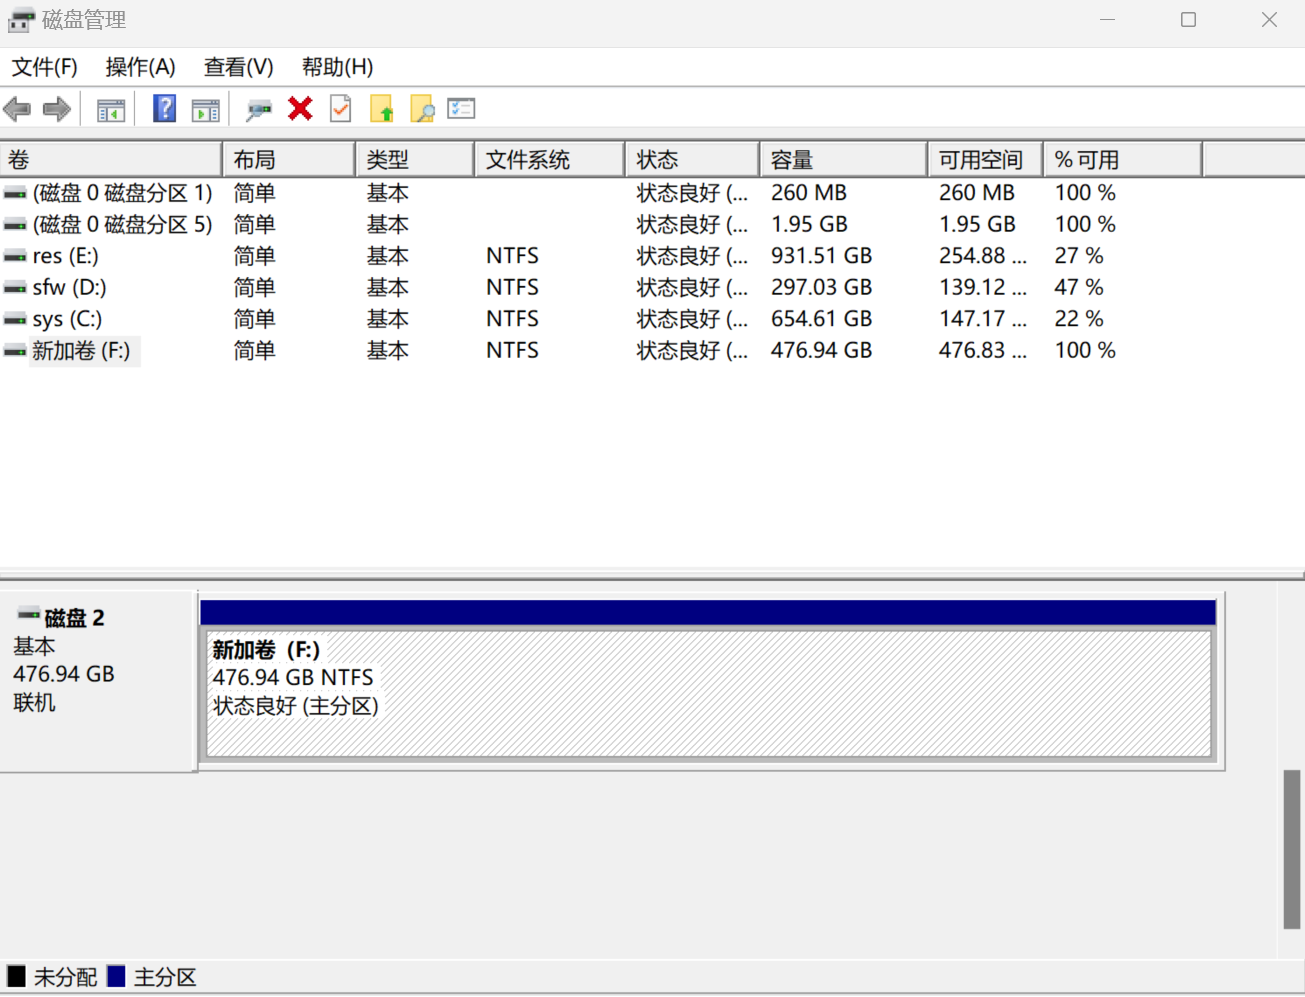 磁盘管理
文件(F) 操作(A) 查看(V) 帮助(H)
卷 布局 类型 文件系统 状态 容量 可用空间 % 可用
(磁盘 0 磁盘分区 1) 简单 基本 状态良好 (... 260 MB 260 MB 100 %
(磁盘 0 磁盘分区 5) 简单 基本 状态良好 (... 1.95 GB 1.95 GB 100 %
res (E:) 简单 基本 NTFS 状态良好 (... 931.51 GB 254.88 ... 27 %
sfw (D:) 简单 基本 NTFS 状态良好 (... 297.03 GB 139.12 ... 47 %
sys (C:) 简单 基本 NTFS 状态良好 (... 654.61 GB 147.17 ... 22 %
新加卷 (F:) 简单 基本 NTFS 状态良好 (... 476.94 GB 476.83 ... 100 %
磁盘 2
基本
476.94 GB
联机
新加卷 (F:)
476.94 GB NTFS
状态良好 (主分区)
未分配 主分区